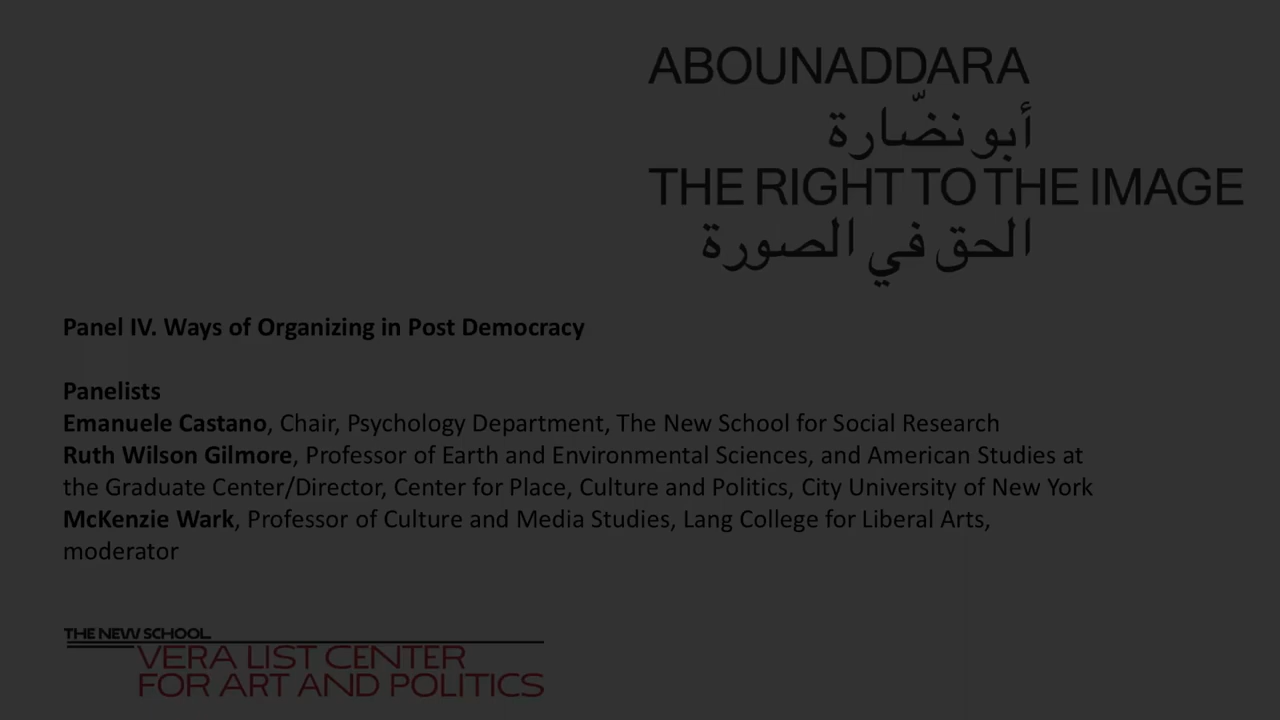 ABOUNADDARA
أبو نضّارة
THE RIGHT TO THE IMAGE
الحق في الصورة
Panel IV. Ways of Organizing in Post Democracy
Panelists
Emanuele Castano, Chair, Psychology Department, The New School for Social Research
Ruth Wilson Gilmore, Professor of Earth and Environmental Sciences, and American Studies at
the Graduate Center/Director, Center for Place, Culture and Politics, City University of New York
McKenzie Wark, Professor of Culture and Media Studies, Lang College for Liberal Arts,
moderator
THE NEW SCHOOL
VERA LIST CENTER
FOR ART AND POLITICS